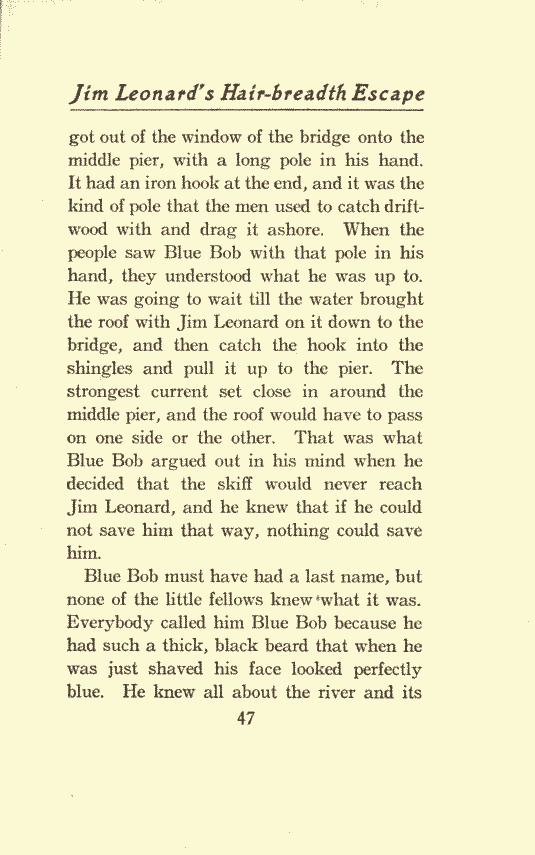 Jim Leonard's Hair-breadth Escape
got out of the window of the bridge onto the
middle pier, with a long pole in his hand.
It had an iron hook at the end, and it was the
kind of pole that the men used to catch drift-
wood with and drag it ashore. When the
people saw Blue Bob with that pole in his
hand, they understood what he was up to.
He was going to wait till the water brought
the roof with Jim Leonard on it down to the
bridge, and then catch the hook into the
shingles and pull it up to the pier. The
strongest current set close in around the
middle pier, and the roof would have to pass
on one side or the other. That was what
Blue Bob argued out in his mind when he
decided that the skiff would never reach
Jim Leonard, and he knew that if he could
not save him that way, nothing could save
him.
Blue Bob must have had a last name, but
none of the little fellows knew what it was.
Everybody called him Blue Bob because he
had such a thick, black beard that when he
was just shaved his face looked perfectly
blue. He knew all about the river and its
47